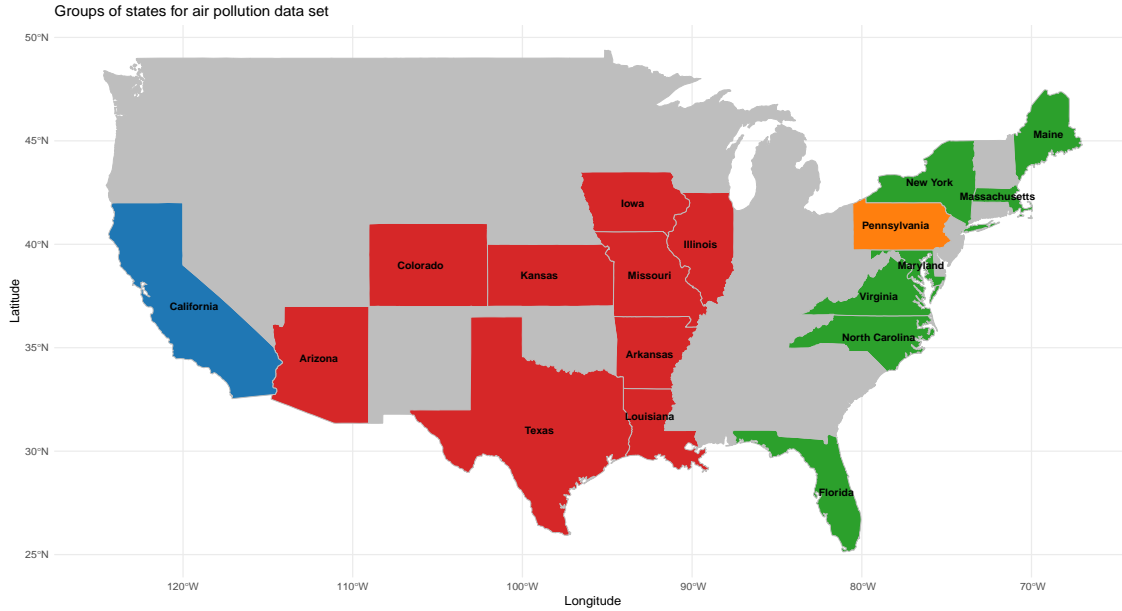 Groups of states for air pollution data set
50°N
45°N
40°N
35°N
30°N
25°N
Latitude
Maine
New York
Massachusetts
Iowa
Pennsylvania
Illinois
Colorado
Kansas
Missouri
Maryland
California
Virginia
North Carolina
Arizona
Arkansas
Texas
Louisiana
Florida
120°W
110°W
100°W
90°W
80°W
70°W
Longitude